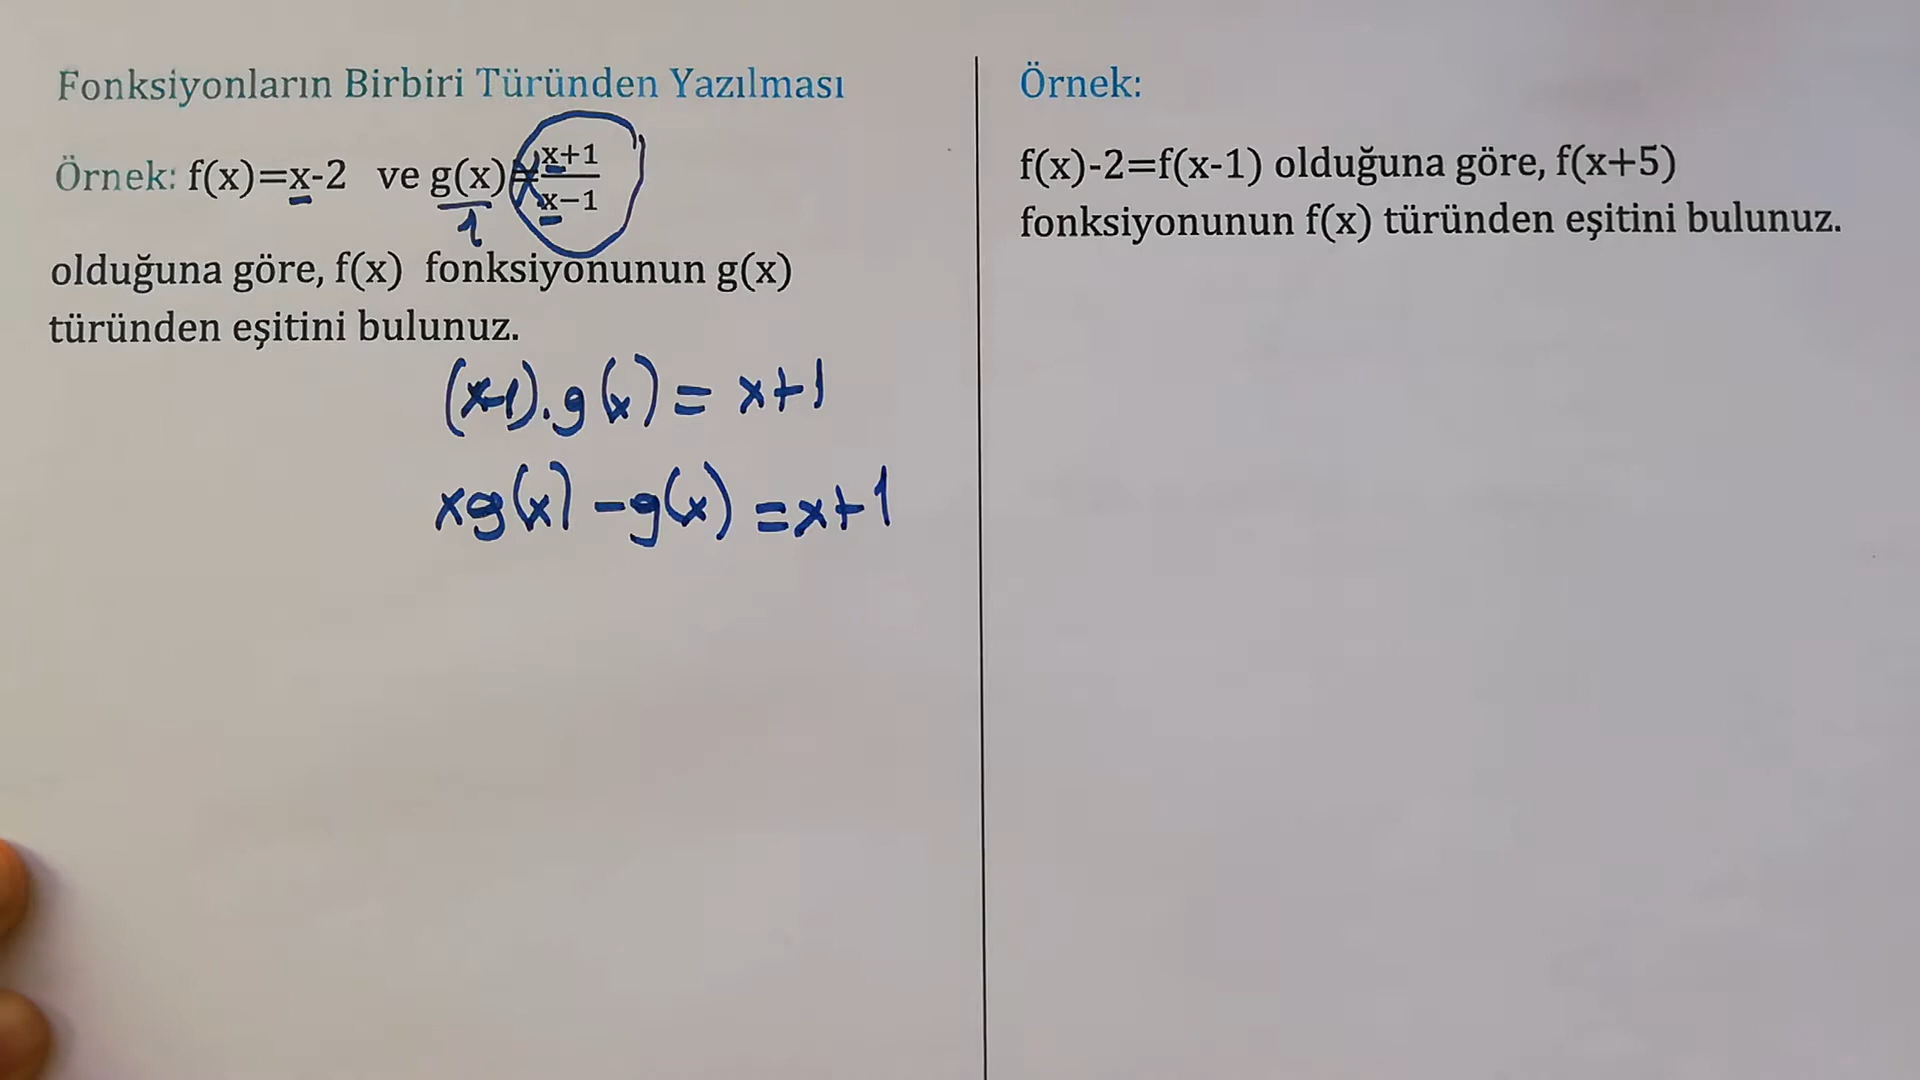 Fonksiyonların Birbiri Türünden Yazılması
Örnek: f(x)=x-2 ve g(x)=x+1/x−1
1
olduğuna göre, f(x) fonksiyonunun g(x)
türünden eşitini bulunuz.
(x-1).g(x) = x+1
xg(x) -g(x) =x+1
Örnek:
f(x)-2=f(x-1) olduğuna göre, f(x+5)
fonksiyonunun f(x) türünden eşitini bulunuz.